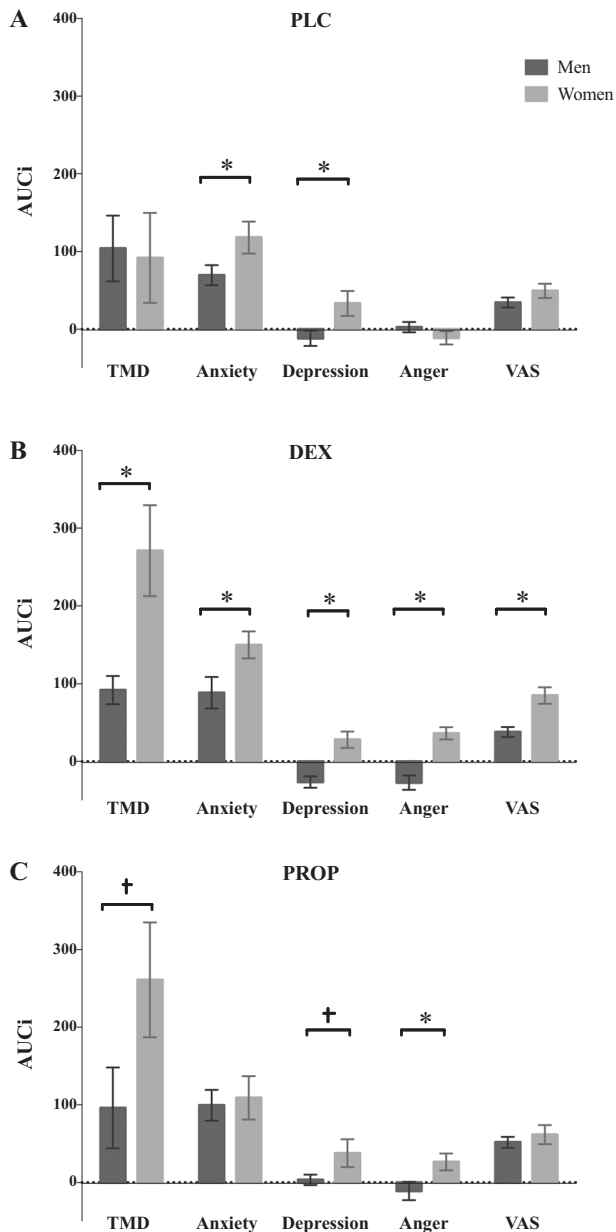 A
PLC
400
Men
Women
300
200
* *
AUCi
100
0
TMD Anxiety Depression Anger VAS
B
DEX
400
*
300
AUCi
200
* * * *
100
0
TMD Anxiety Depression Anger VAS
C
PROP
400
†
300
AUCi
200
† *
100
0
TMD Anxiety Depression Anger VAS